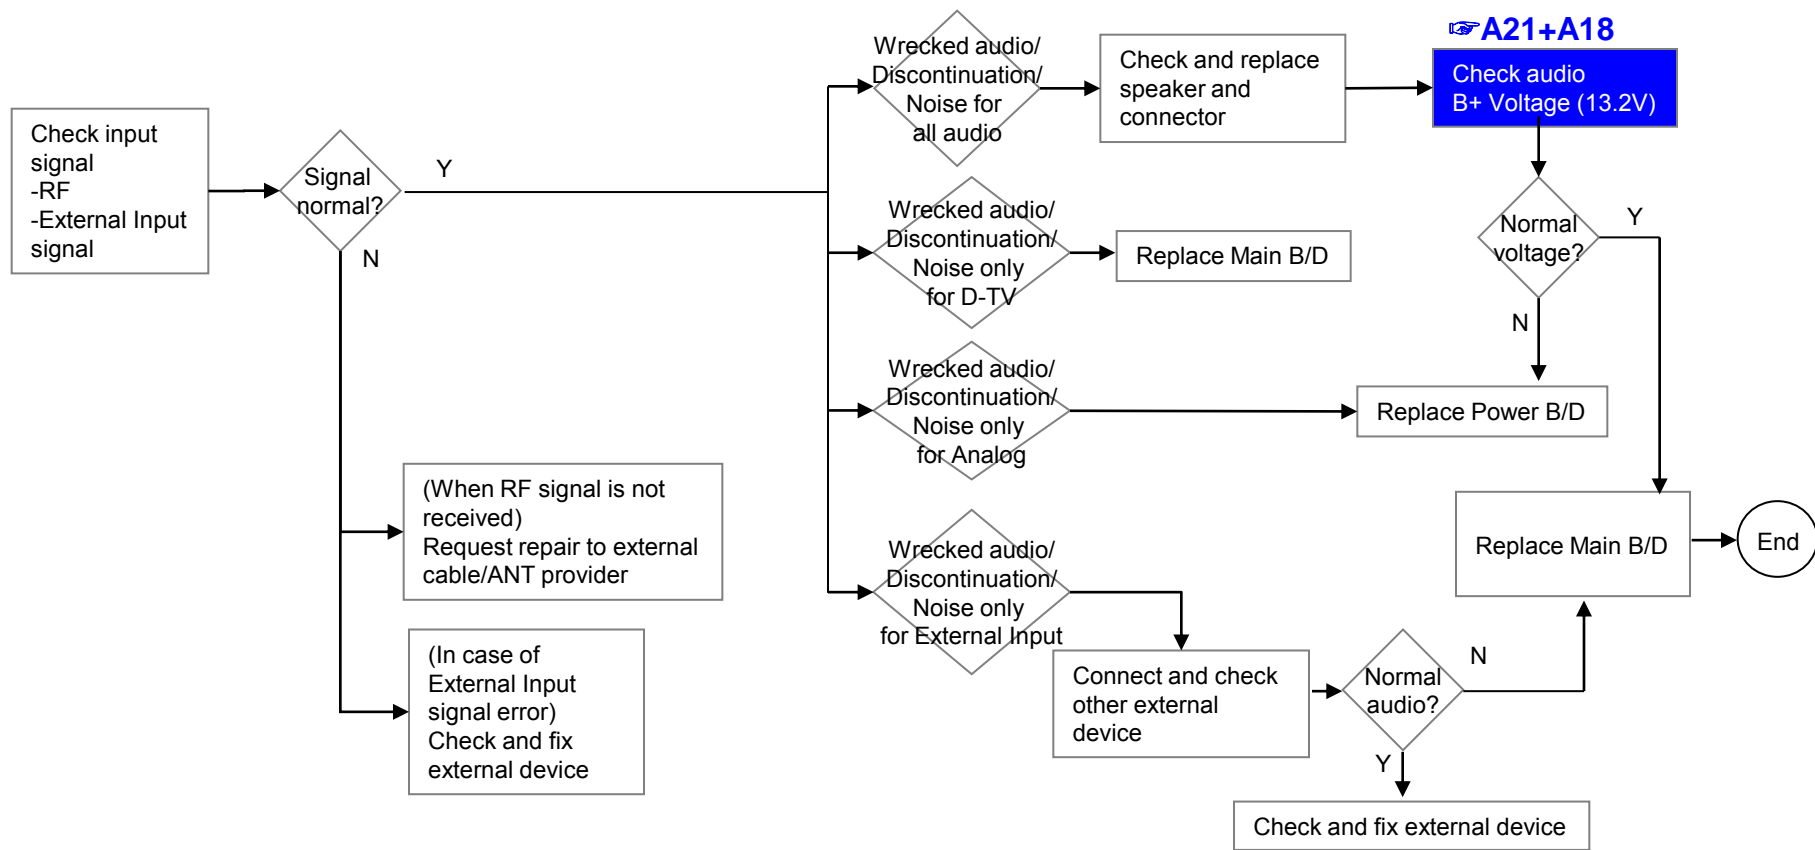 Check input
signal
-RF
-External Input
signal
Signal
normal?
Y
N
(When RF signal is not
received)
Request repair to external
cable/ANT provider
(In case of
External Input
signal error)
Check and fix
external device
Wrecked audio/
Discontinuation/
Noise for
all audio
Check and replace
speaker and
connector
☞A21+A18
Check audio
B+ Voltage (13.2V)
Normal
voltage?
Y
N
Wrecked audio/
Discontinuation/
Noise only
for D-TV
Replace Main B/D
Wrecked audio/
Discontinuation/
Noise only
for Analog
Replace Power B/D
Wrecked audio/
Discontinuation/
Noise only
for External Input
Connect and check
other external
device
Normal
audio?
N
Y
Replace Main B/D
End
Check and fix external device